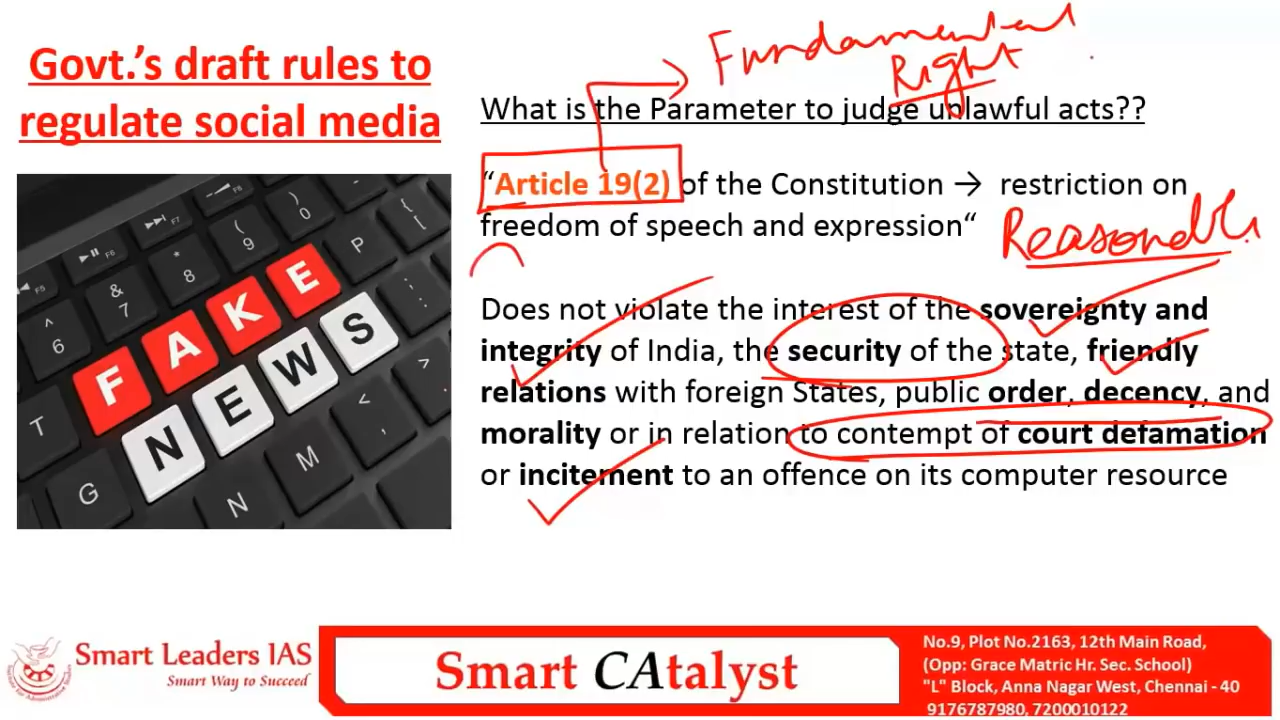 Govt.'s draft rules to
regulate social media
Fundamental
Right
What is the Parameter to judge unlawful acts??
“Article 19(2) of the Constitution → restriction on
freedom of speech and expression“
Reasonable
Does not violate the interest of the sovereignty and
integrity of India, the security of the state, friendly
relations with foreign States, public order, decency, and
morality or in relation to contempt of court defamation
or incitement to an offence on its computer resource
FAKE
NEWS
Smart Leaders IAS
Smart Way to Succeed
Smart CAtalyst
No.9, Plot No.2163, 12th Main Road,
(Opp: Grace Matric Hr. Sec. School)
"L" Block, Anna Nagar West, Chennai - 40
9176787980, 7200010122